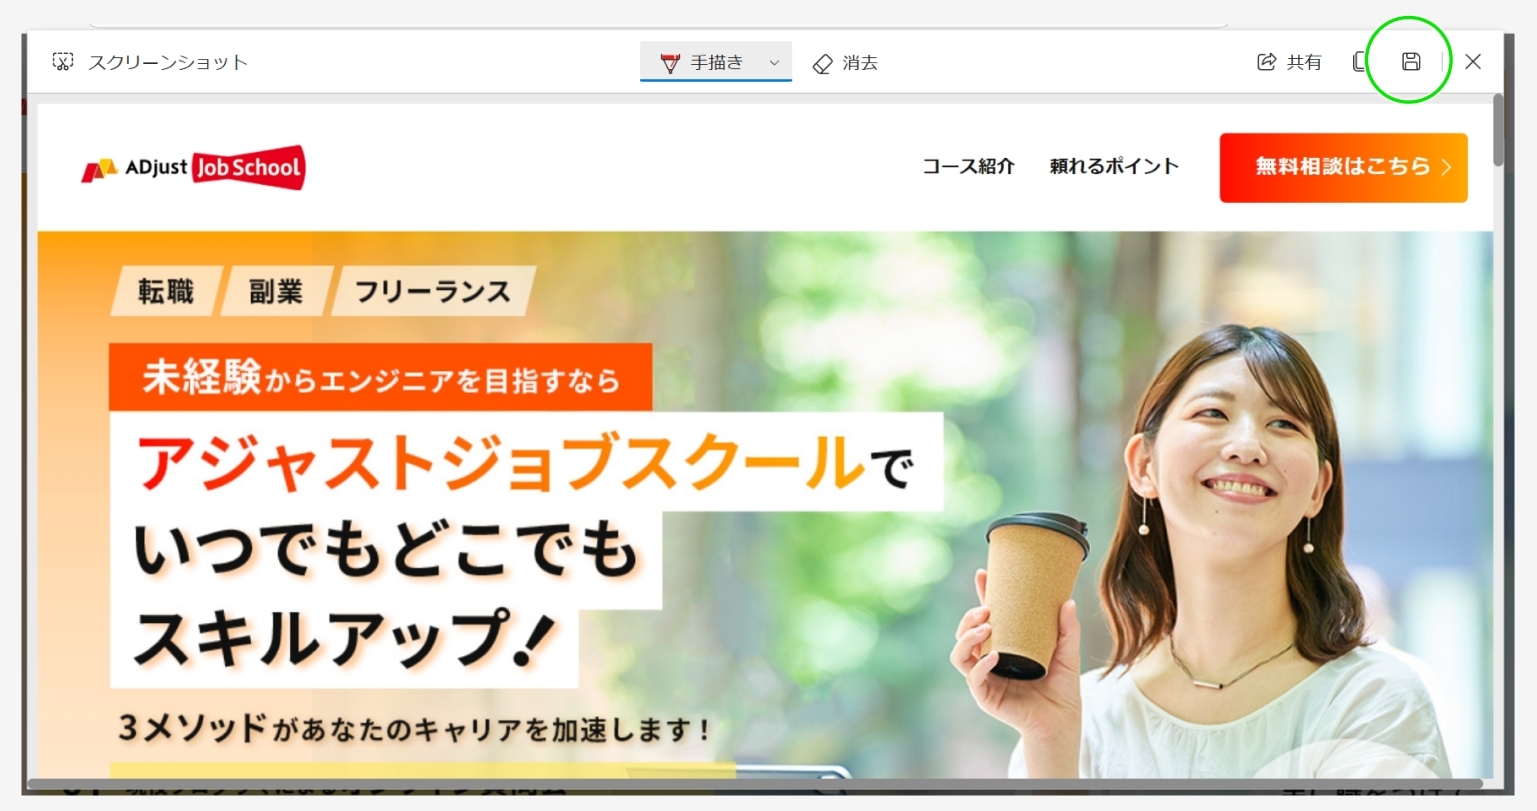 スクリーンショット
手描き
消去
共有
ADjust Job School
コース紹介
頼れるポイント
無料相談はこちら
転職
副業
フリーランス
未経験からエンジニアを目指すなら
アジャストジョブスクールで
いつでもどこでも
スキルアップ!
3メソッドがあなたのキャリアを加速します！